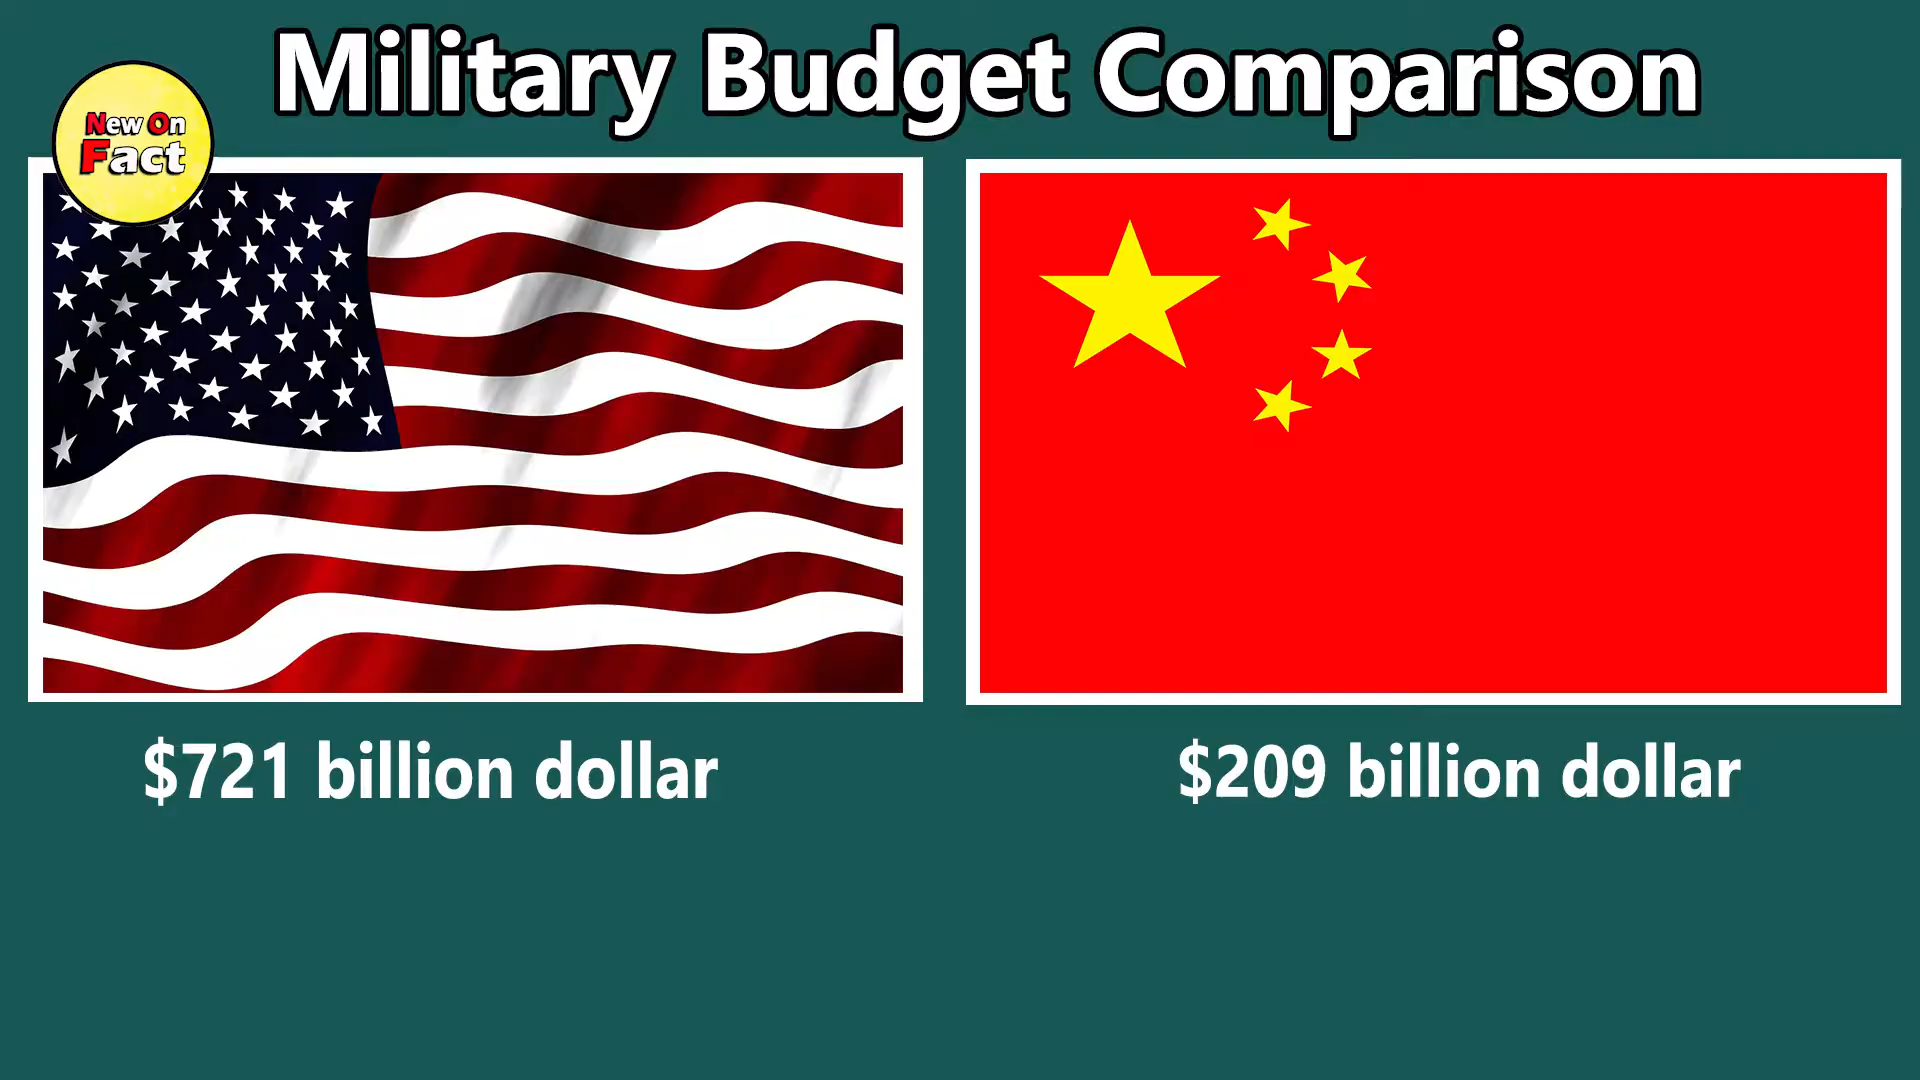 Military Budget Comparison
New On
Fact
$721 billion dollar
$209 billion dollar